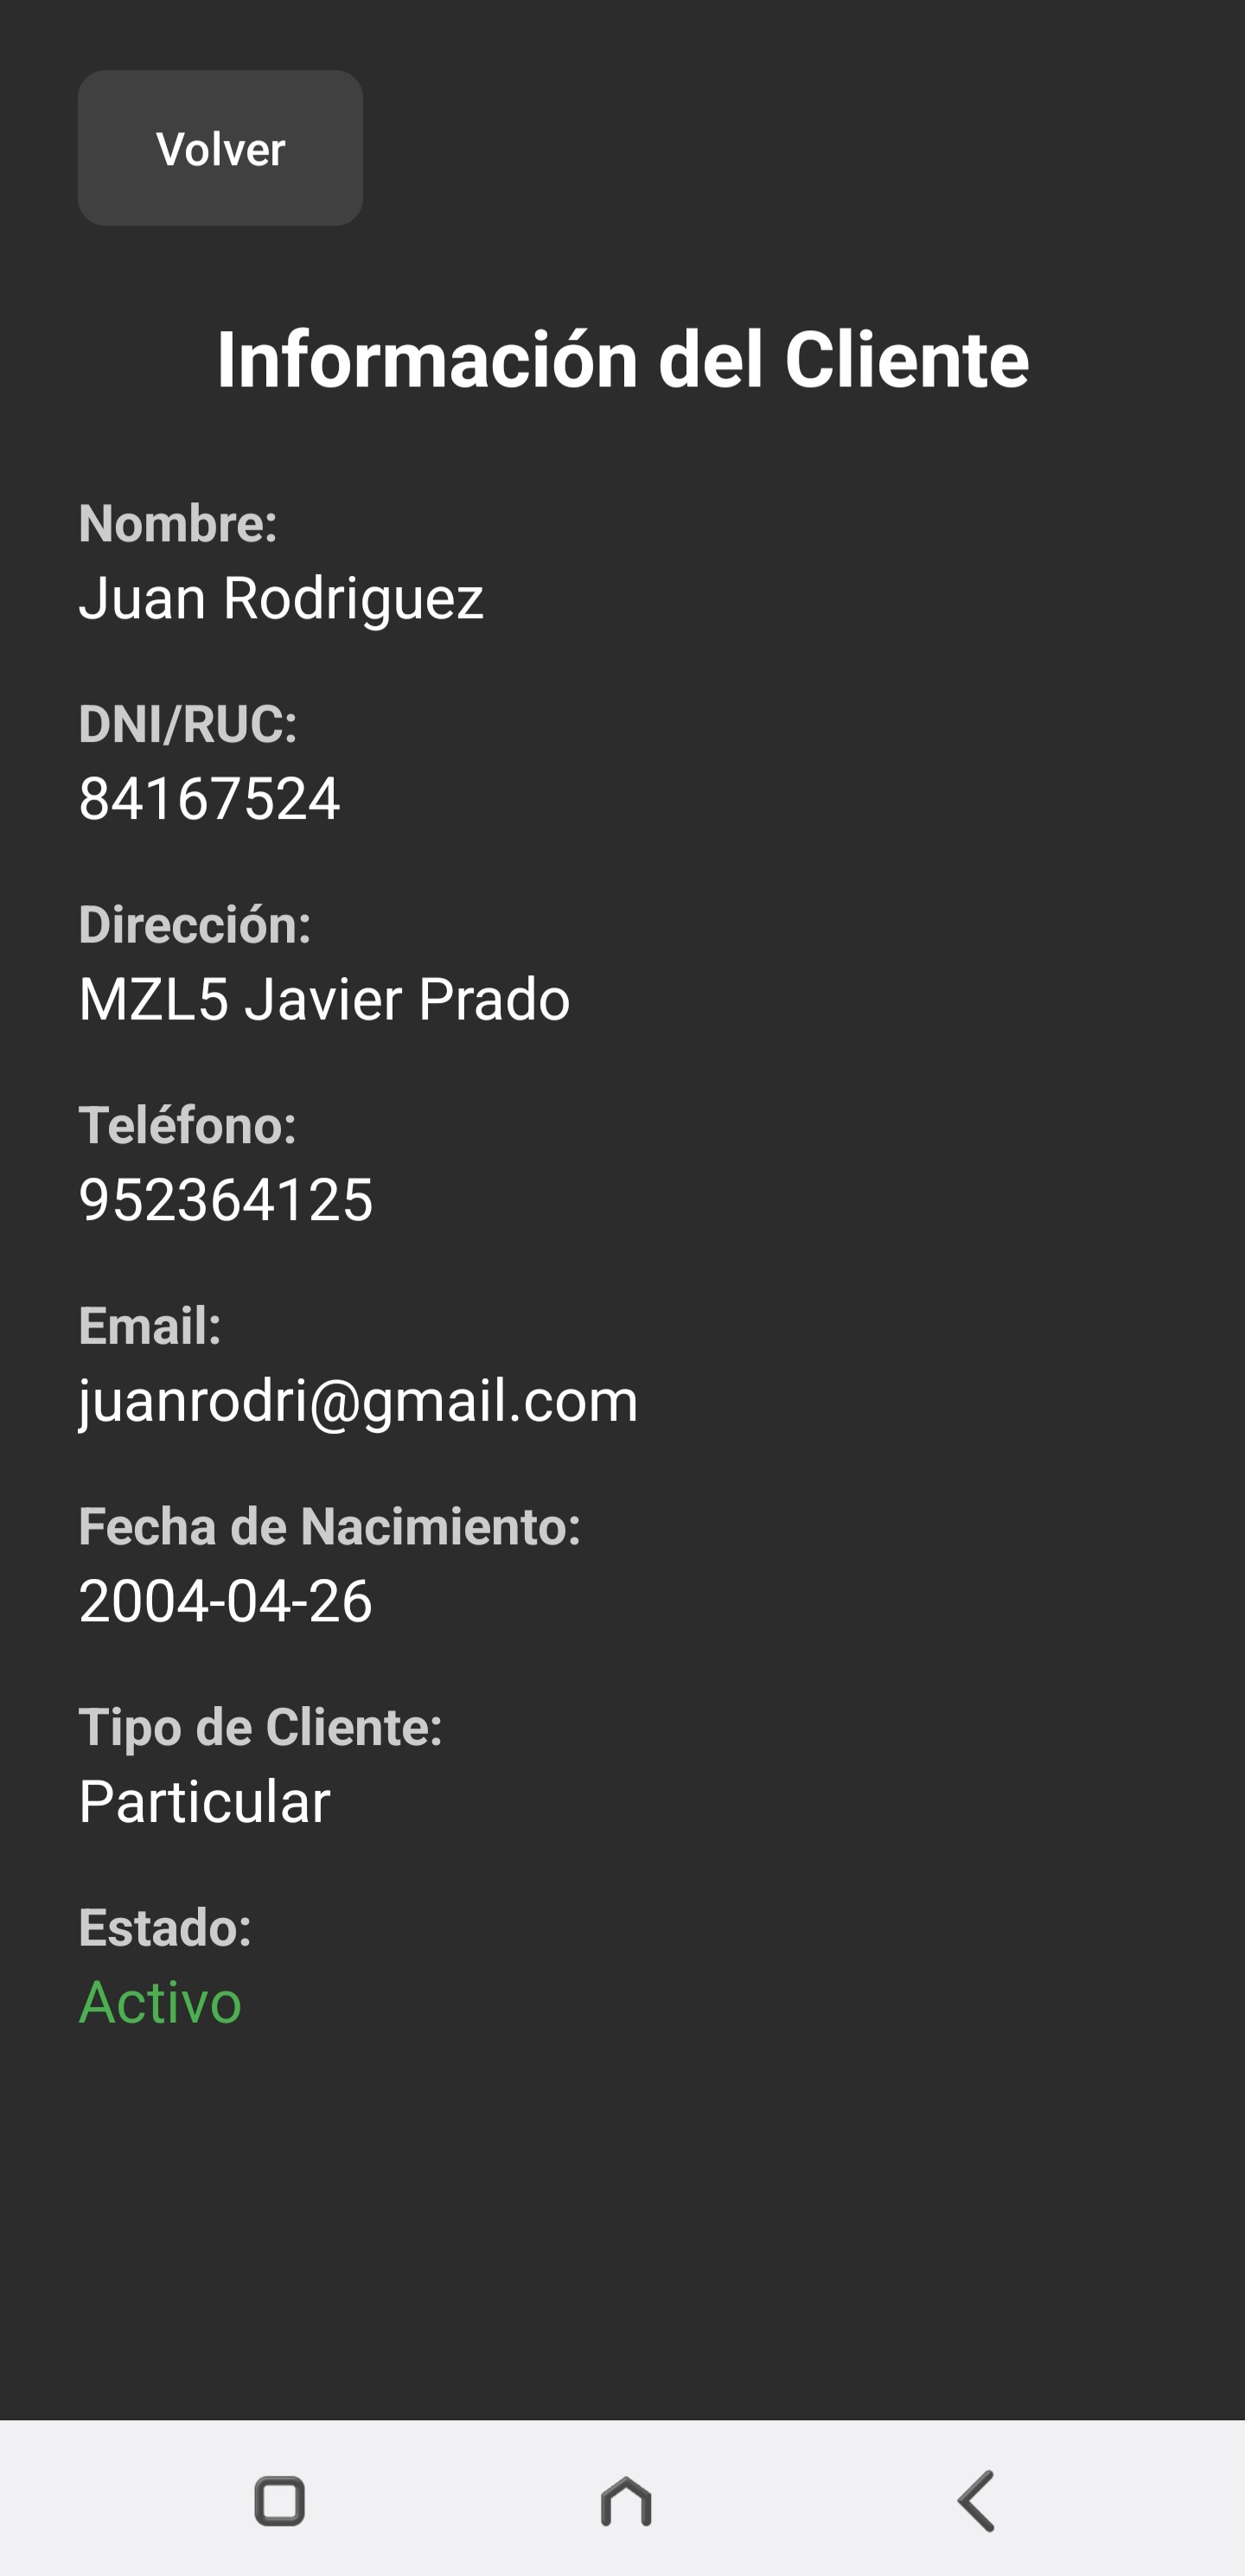 Volver
Información del Cliente
Nombre:
Juan Rodriguez
DNI/RUC:
84167524
Dirección:
MZL5 Javier Prado
Teléfono:
952364125
Email:
juanrodri@gmail.com
Fecha de Nacimiento:
2004-04-26
Tipo de Cliente:
Particular
Estado:
Activo